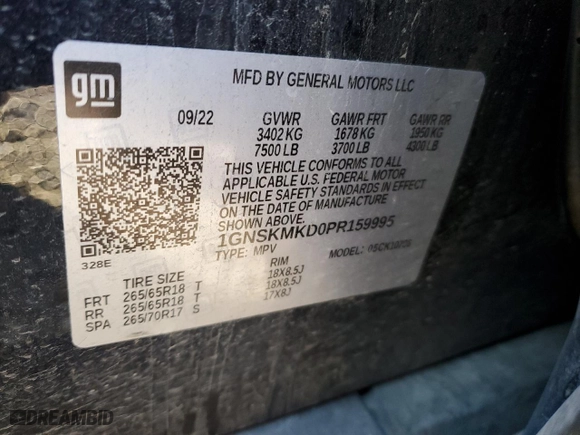 gm
MFD BY GENERAL MOTORS LLC
09/22 GVWR GAWR FRT GAWR RR
3402 KG 1678 KG 1950 KG
7500 LB 3700 LB 4300 LB
THIS VEHICLE CONFORMS TO ALL
APPLICABLE U.S. FEDERAL MOTOR
VEHICLE SAFETY STANDARDS IN EFFECT ON
THE DATE OF MANUFACTURE
SHOWN ABOVE.
1GNSKMKD0PR159995
328E TYPE: MPV MODEL:
TIRE SIZE RIM
FRT 265/65R18 T 18X8.5J
RR 265/65R18 T 18X8.5J
SPA 265/70R17 S 17X8J
DREAMBID